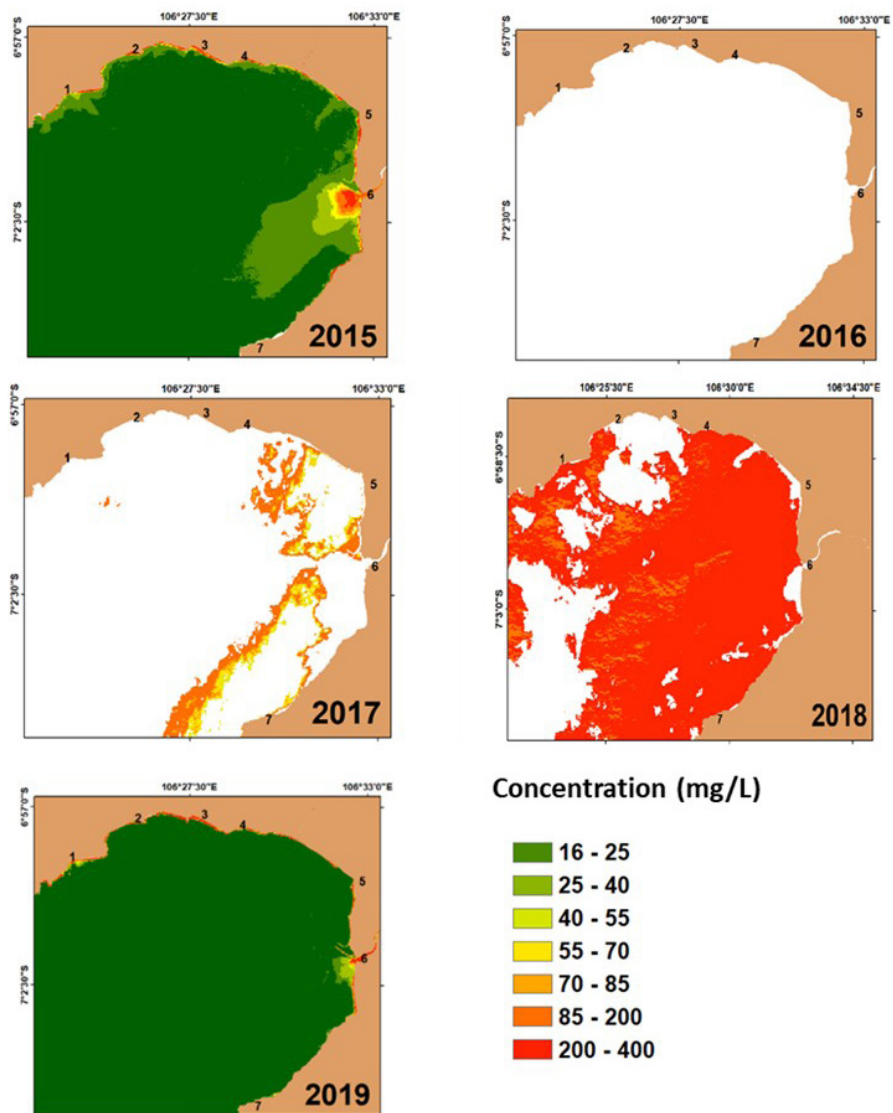 106°27'30"E 106°33'0"E
6°57'0"S
7°2'30"S
1 2 3 4 5 6 7
2015
106°27'30"E 106°33'0"E
6°57'0"S
7°2'30"S
1 2 3 4 5 6 7
2016
106°27'30"E 106°33'0"E
6°57'0"S
7°2'30"S
1 2 3 4 5 6 7
2017
106°25'30"E 106°30'0"E 106°34'30"E
6°58'30"S
7°3'0"S
1 2 3 4 5 6 7
2018
106°27'30"E 106°33'0"E
6°57'0"S
7°2'30"S
1 2 3 4 5 6 7
2019
Concentration (mg/L)
16 - 25
25 - 40
40 - 55
55 - 70
70 - 85
85 - 200
200 - 400